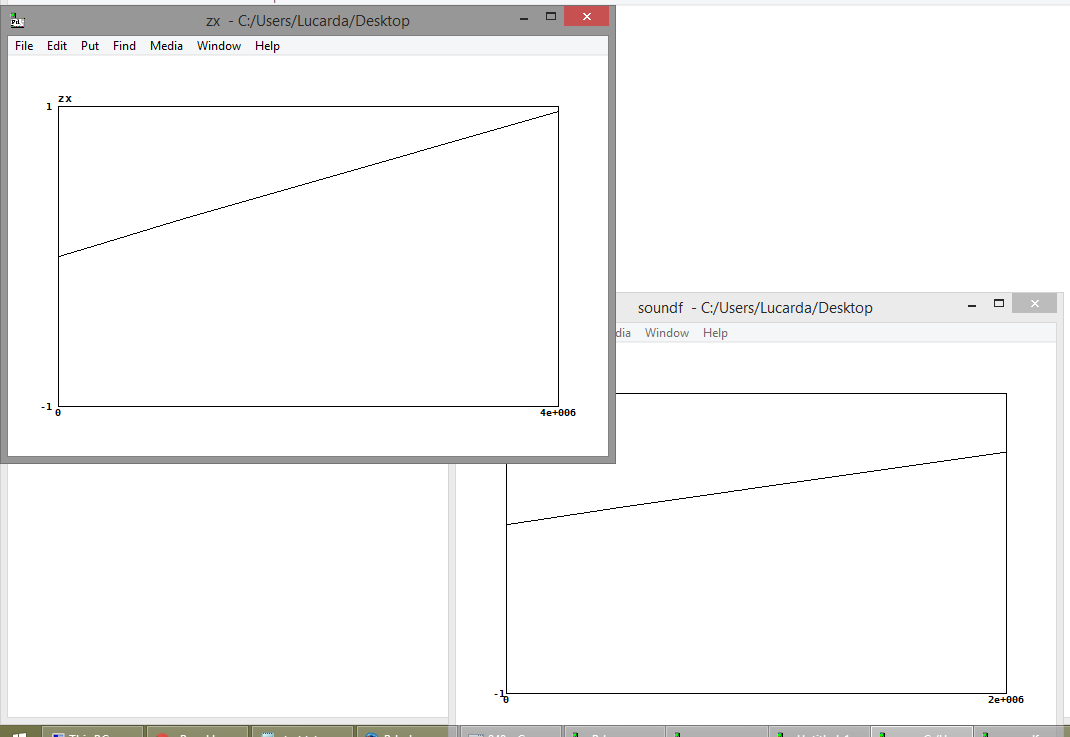 zx - C:/Users/Lucarda/Desktop
File Edit Put Find Media Window Help
zx
1
-1
0 4e+006
soundf - C:/Users/Lucarda/Desktop
dia Window Help
-1
0 2e+006